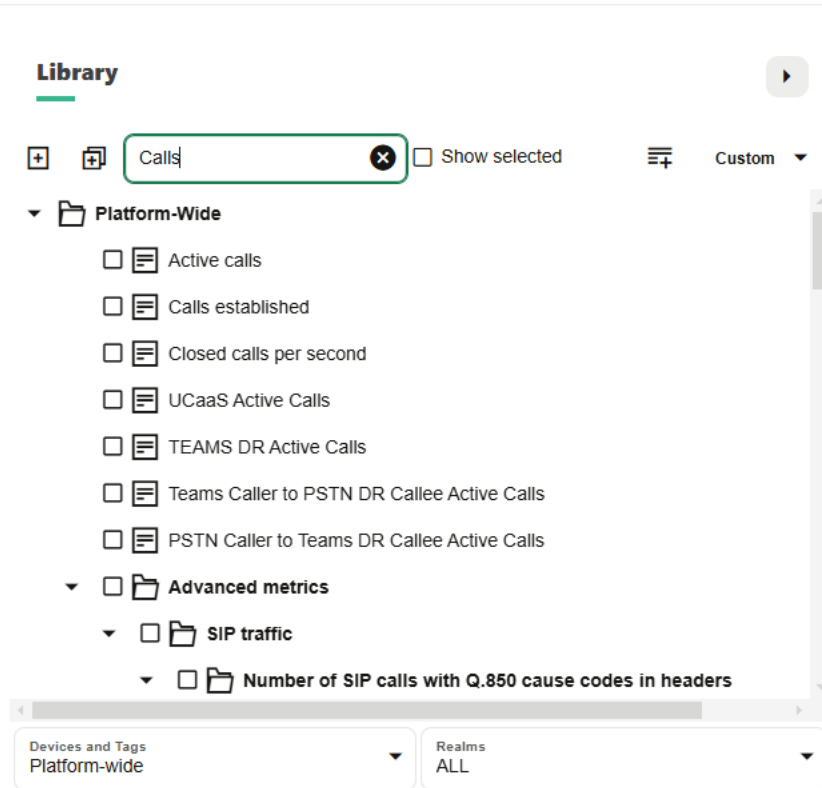 Library
Calls
Show selected
Custom
Platform-Wide
Active calls
Calls established
Closed calls per second
UCaaS Active Calls
TEAMS DR Active Calls
Teams Caller to PSTN DR Callee Active Calls
PSTN Caller to Teams DR Callee Active Calls
Advanced metrics
SIP traffic
Number of SIP calls with Q.850 cause codes in headers
Devices and Tags
Platform-wide
Realms
ALL